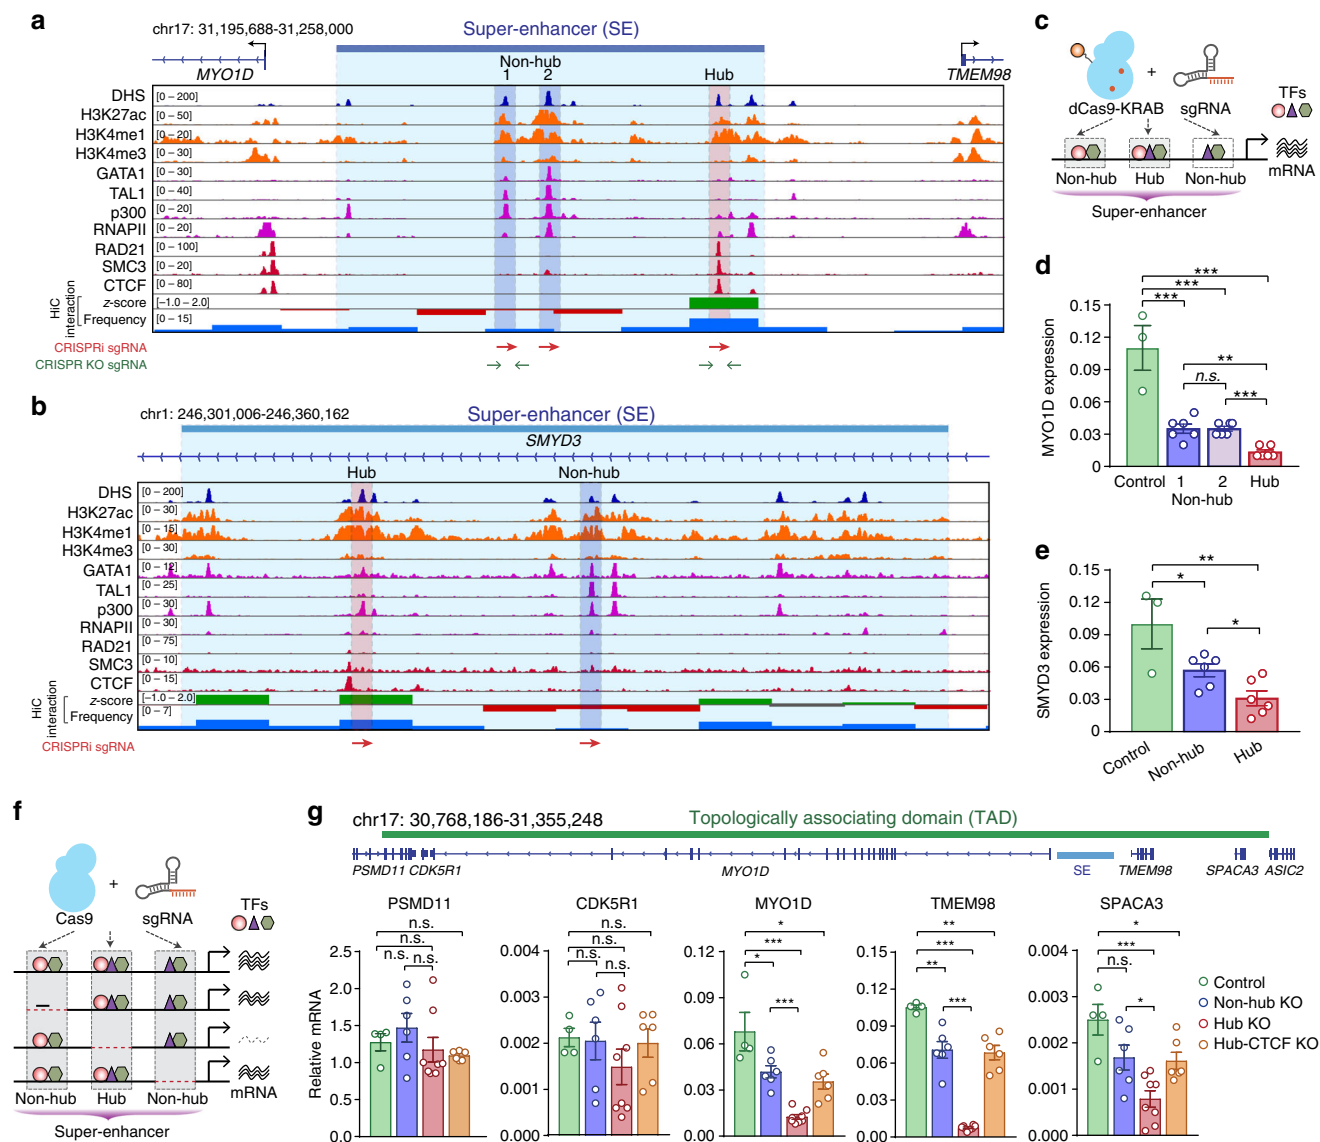 a
chr17: 31,195,688-31,258,000
Super-enhancer (SE)
MYO1D
Non-hub
1 2
Hub
TMEM98
DHS [0 – 200]
H3K27ac [0 – 50]
H3K4me1 [0 – 20]
H3K4me3 [0 – 30]
GATA1 [0 – 30]
TAL1 [0 – 40]
p300 [0 – 20]
RNAPII [0 – 20]
RAD21 [0 – 100]
SMC3 [0 – 20]
CTCF [0 – 80]
HiC interaction
z-score [–1.0 – 2.0]
Frequency [0 – 15]
CRISPRi sgRNA
CRISPR KO sgRNA
b
chr1: 246,301,006-246,360,162
Super-enhancer (SE)
SMYD3
Hub
Non-hub
DHS [0 – 200]
H3K27ac [0 – 30]
H3K4me1 [0 – 15]
H3K4me3 [0 – 30]
GATA1 [0 – 12]
TAL1 [0 – 25]
p300 [0 – 30]
RNAPII [0 – 30]
RAD21 [0 – 75]
SMC3 [0 – 10]
CTCF [0 – 15]
HiC interaction
z-score [–1.0 – 2.0]
Frequency [0 – 7]
CRISPRi sgRNA
c
+
dCas9-KRAB
sgRNA
TFs
Non-hub
Hub
Non-hub
mRNA
Super-enhancer
d
MYO1D expression
0.15
0.12
0.09
0.06
0.03
0
***
***
***
**
n.s.
***
Control 1 2 Hub
Non-hub
e
SMYD3 expression
0.15
0.12
0.09
0.06
0.03
0
**
*
*
Control
Non-hub
Hub
f
+
Cas9
sgRNA
TFs
mRNA
Non-hub
Hub
Non-hub
Super-enhancer
g
chr17: 30,768,186-31,355,248
Topologically associating domain (TAD)
PSMD11 CDK5R1
MYO1D
SE
TMEM98
SPACA3 ASIC2
PSMD11
Relative mRNA
2.5
2.0
1.5
1.0
0.5
0.0
n.s.
n.s.
n.s. n.s.
CDK5R1
0.004
0.003
0.002
0.001
0.000
n.s.
n.s.
n.s.
n.s.
MYO1D
0.12
0.09
0.06
0.03
0.00
*
***
*
***
TMEM98
0.15
0.12
0.09
0.06
0.03
0.00
**
***
**
***
SPACA3
0.004
0.003
0.002
0.001
0.000
*
***
n.s.
*
Control
Non-hub KO
Hub KO
Hub-CTCF KO